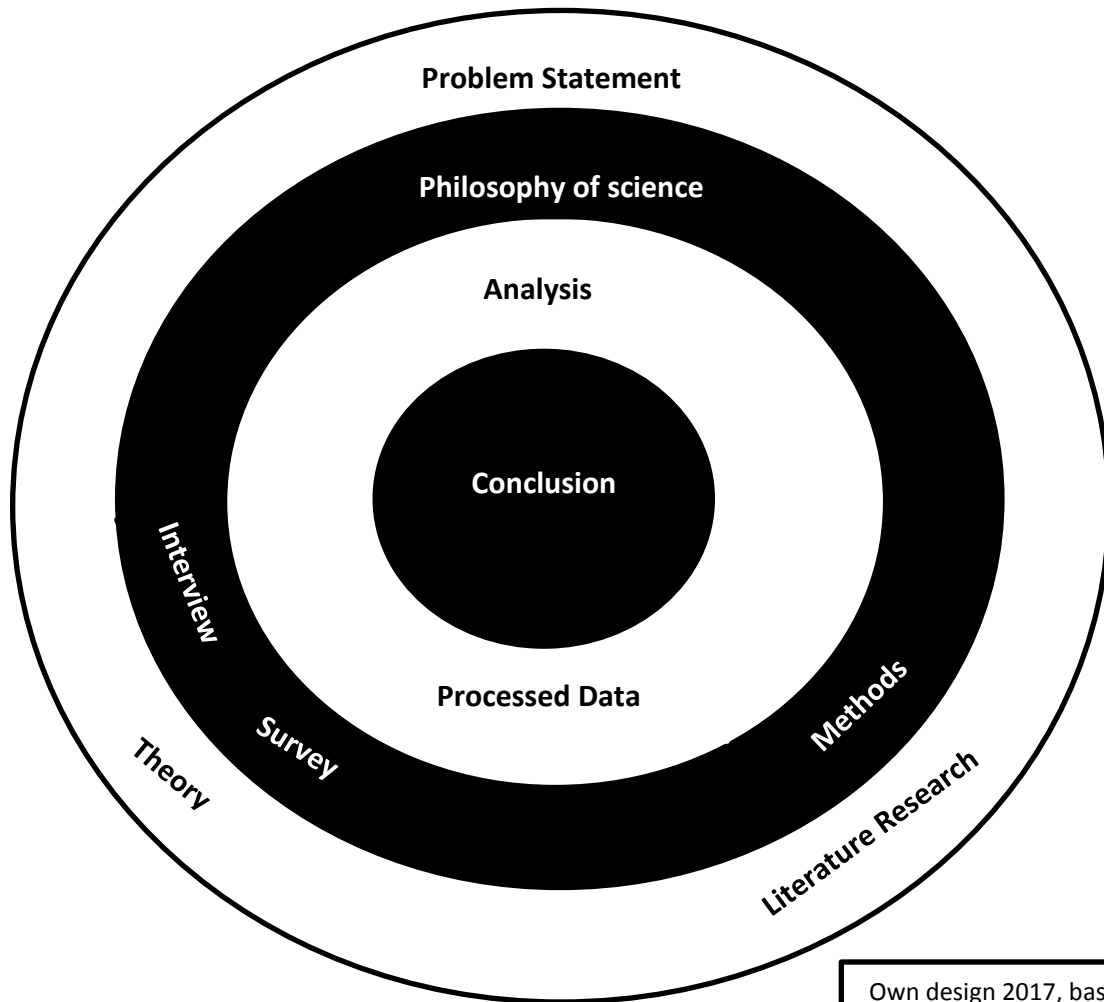 Problem Statement
Philosophy of science
Analysis
Conclusion
Interview
Processed Data
Methods
Survey
Theory
Literature Research
Own design 2017, bas